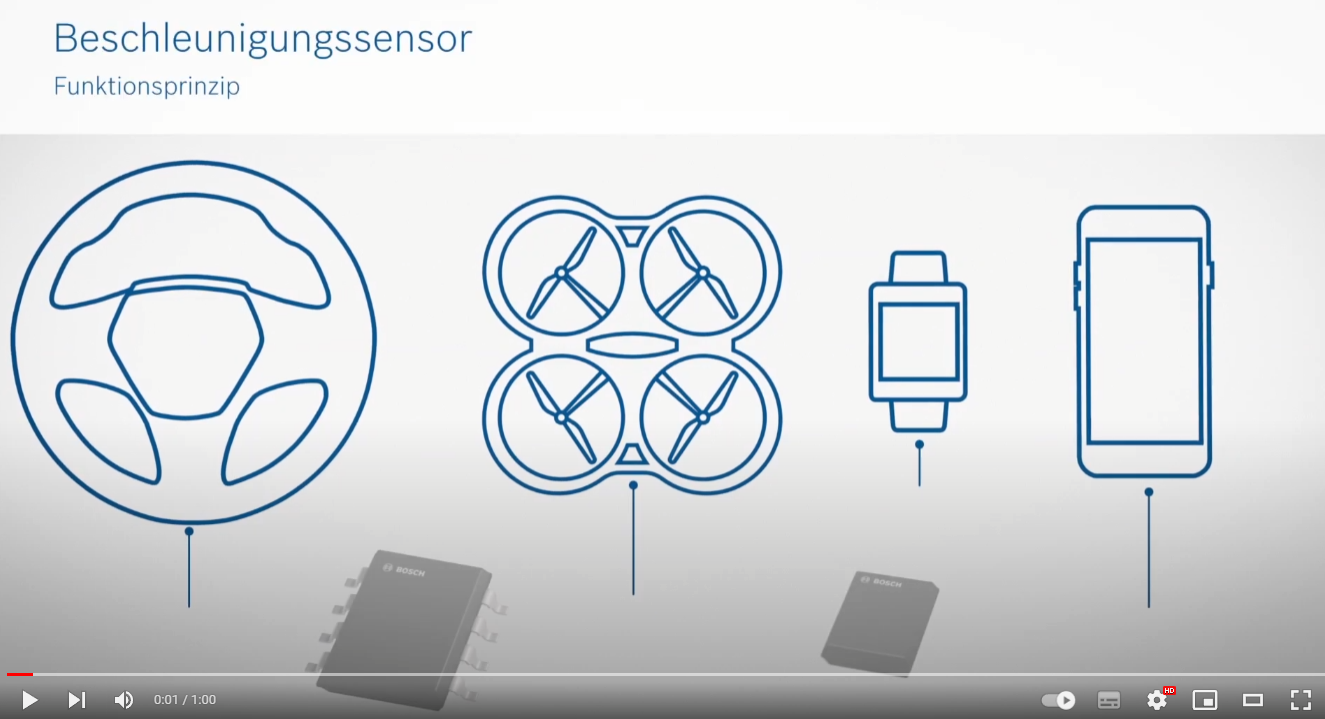 Beschleunigungssensor
Funktionsprinzip
BOSCH
BOSCH
0:01 / 1:00
HD